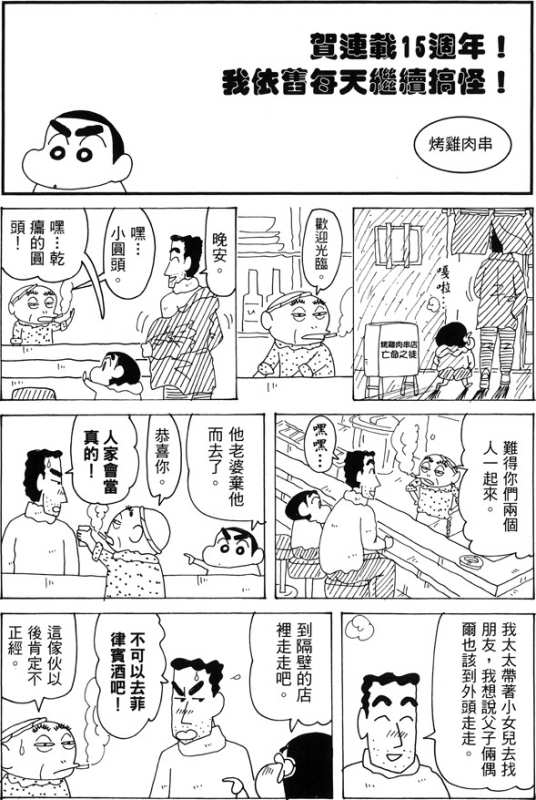 賀連載15週年！
我依舊每天繼續搞怪！
烤雞肉串
嘎啦…
烤雞肉串店
亡命之徒
歡迎光臨。
晚安。
嘿…
小圓頭。
嘿…乾
癟的圓
頭！
難得你們兩個
人一起來。
嘿嘿…
他老婆棄他
而去了。
恭喜你。
人家會當
真的！
我太太帶著小女兒去找
朋友，我想說父子倆偶
爾也該到外頭走走。
到隔壁的店
裡走走吧。
不可以去菲
律賓酒吧！
這傢伙以
後肯定不
正經。